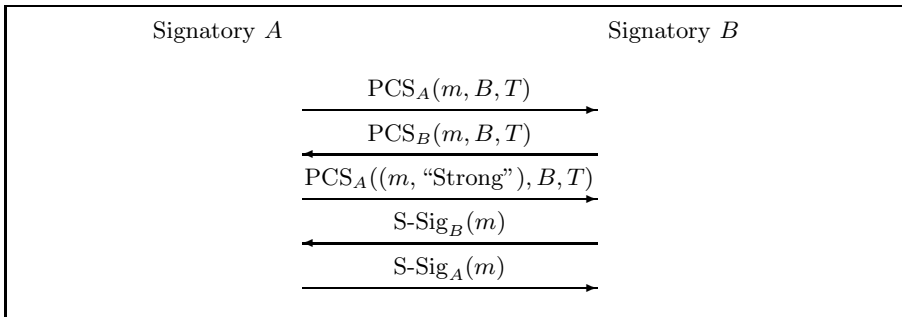 Signatory A Signatory B
PCS_A(m, B, T)
PCS_B(m, B, T)
PCS_A((m, “Strong”), B, T)
S-Sig_B(m)
S-Sig_A(m)